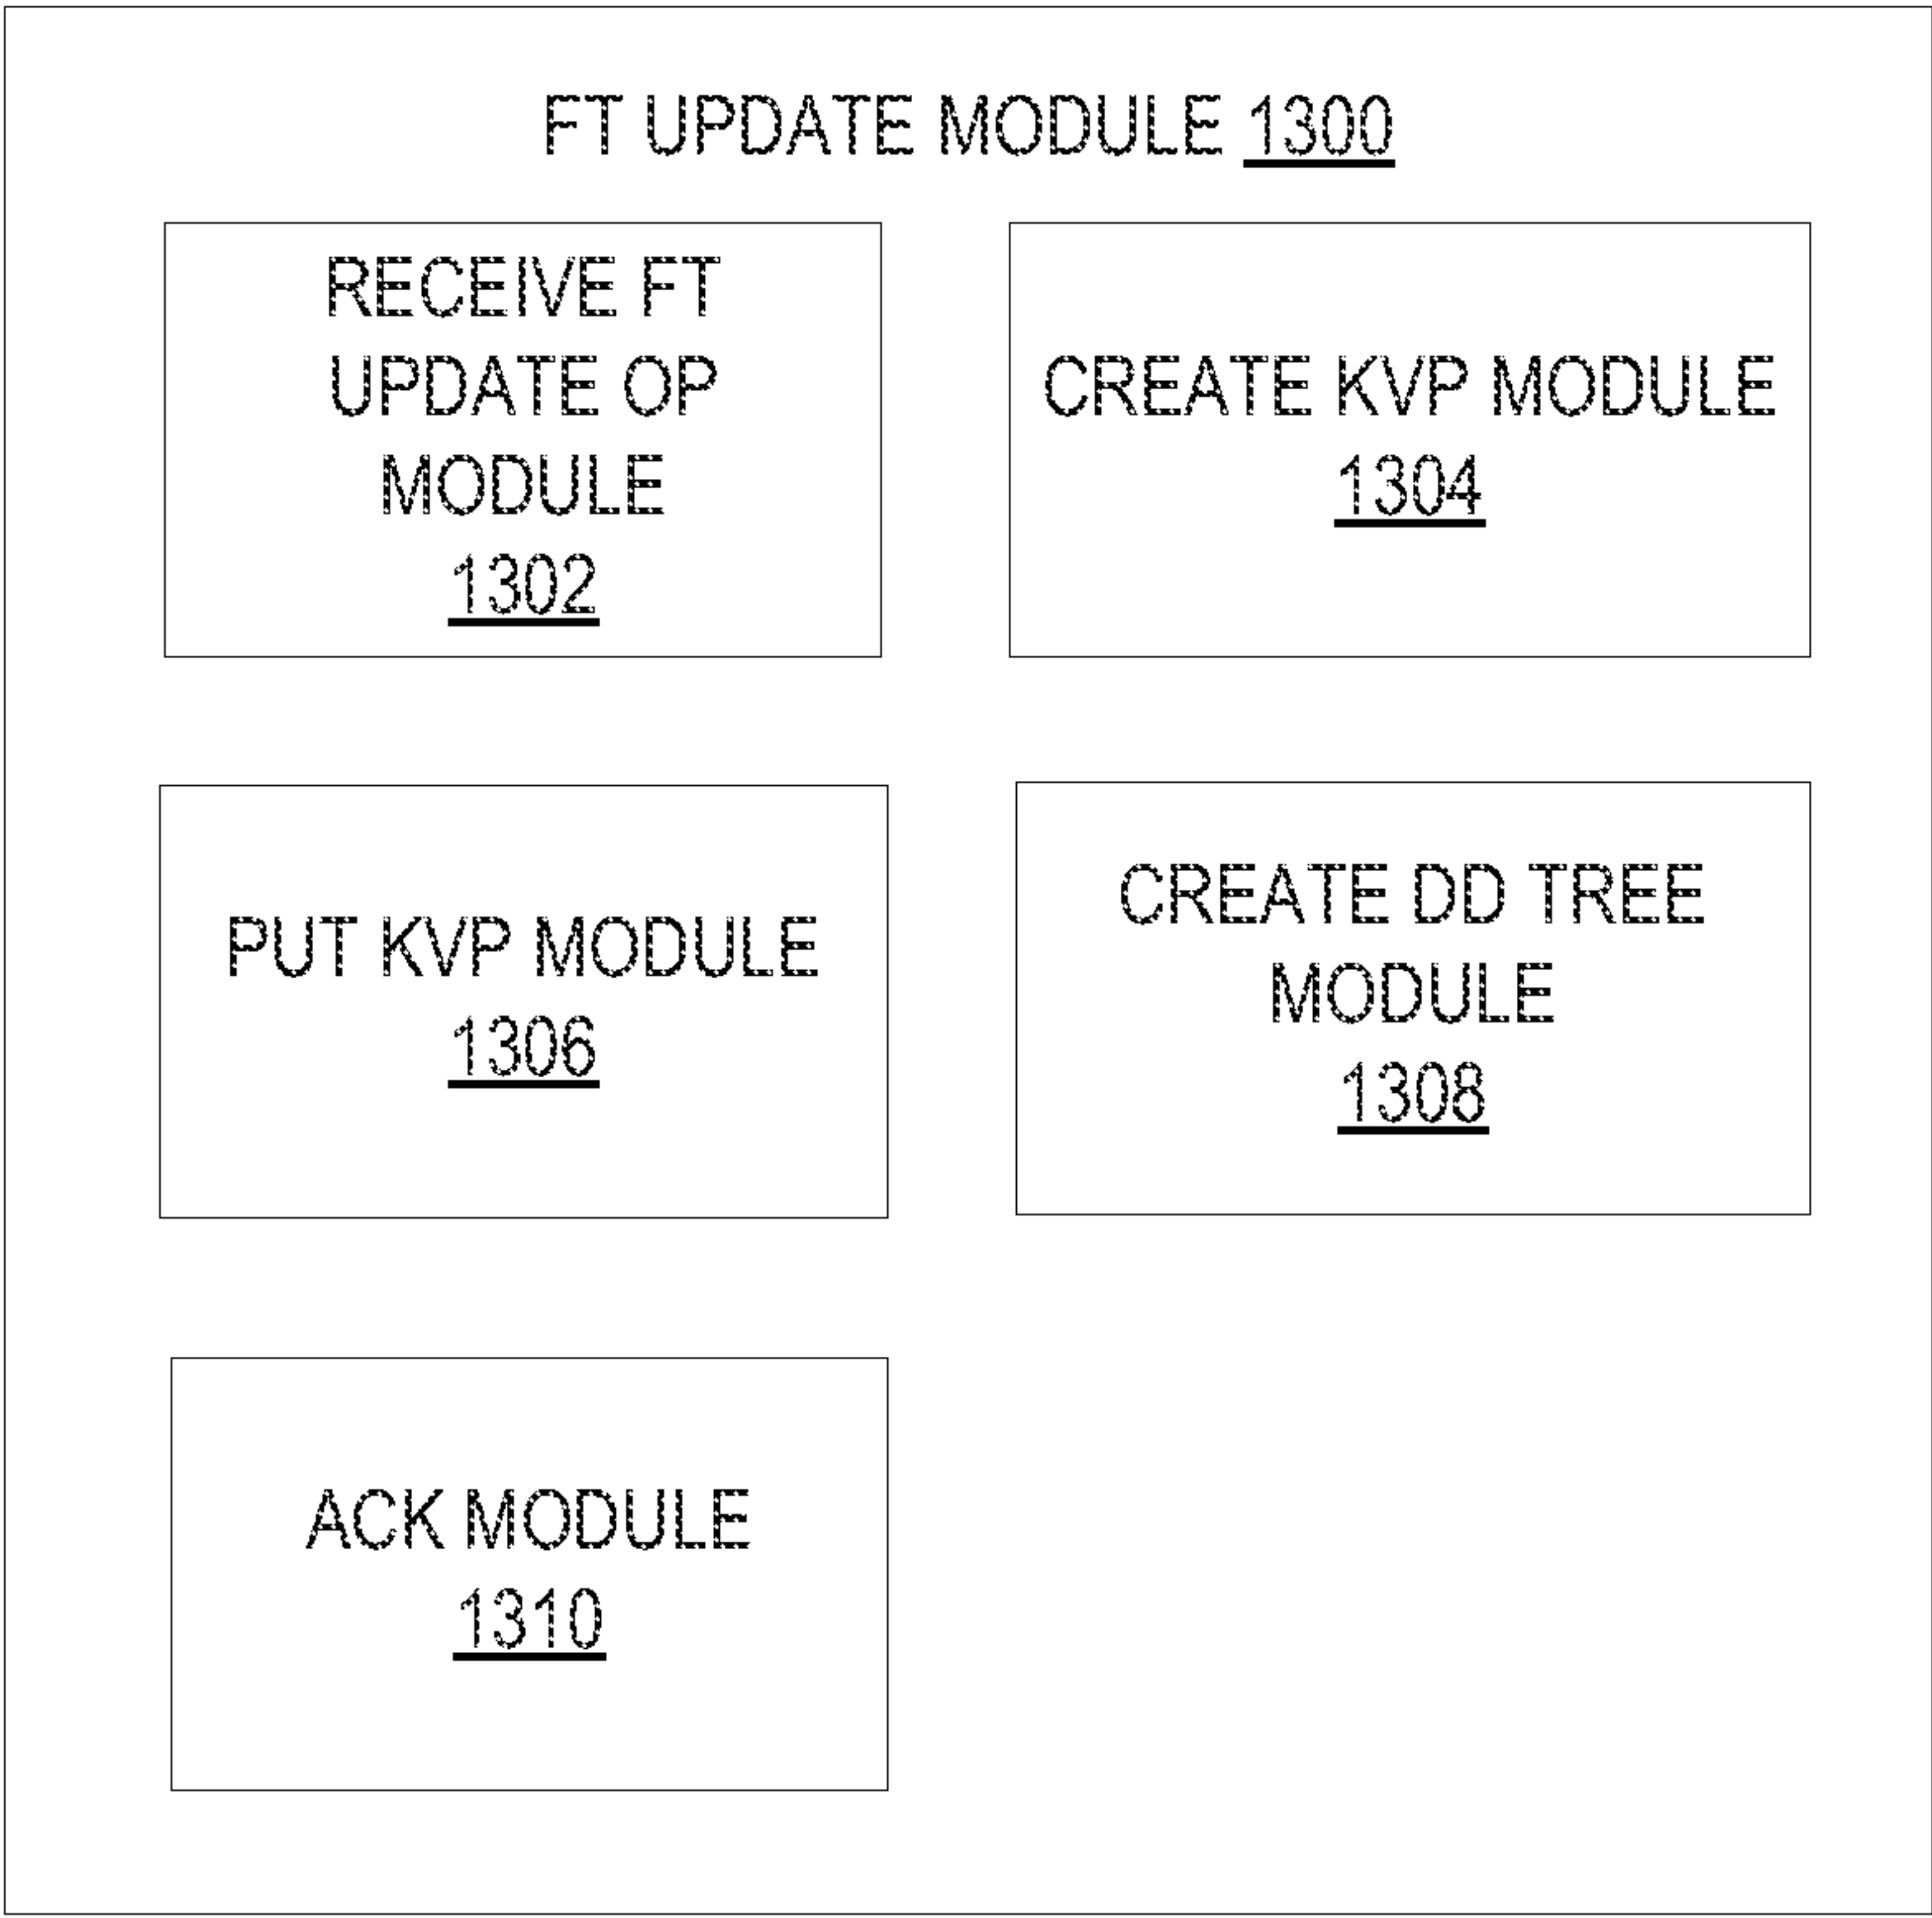 FT UPDATE MODULE 1300
RECEIVE FT
UPDATE OP
MODULE
1302
CREATE KVP MODULE
1304
PUT KVP MODULE
1306
CREATE DD TREE
MODULE
1308
ACK MODULE
1310